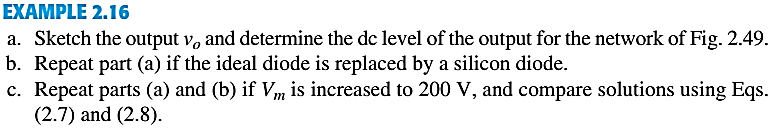 EXAMPLE 2.16
a. Sketch the output vo and determine the dc level of the output for the network of Fig. 2.49.
b. Repeat part (a) if the ideal diode is replaced by a silicon diode.
c. Repeat parts (a) and (b) if Vm is increased to 200 V, and compare solutions using Eqs.
(2.7) and (2.8).